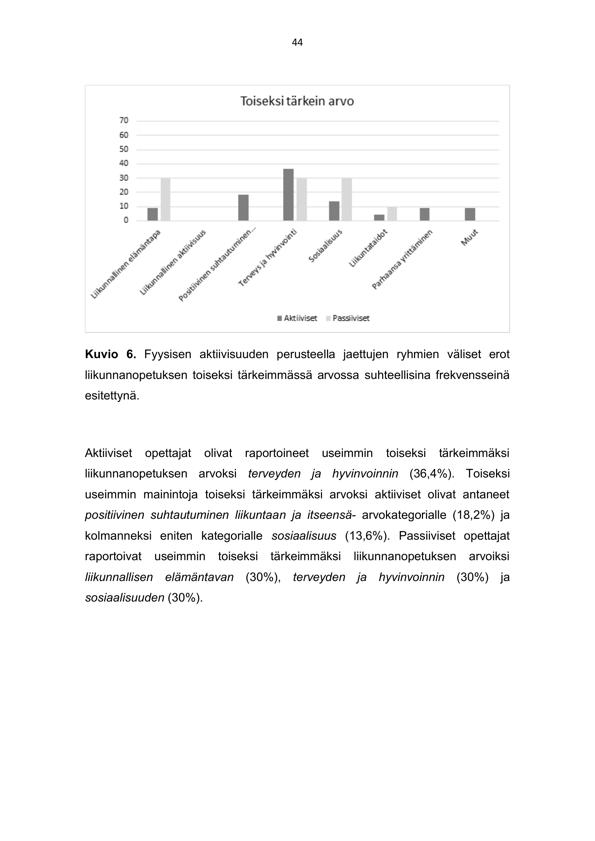 44
Toiseksi tärkein arvo
70
60
50
40
30
20
10
0
Liikunnallinen elämäntapa
Liikunnallinen aktiivisuus
Positiivinen suhtautuminen...
Terveys ja hyvinvointi
Sosiaalisuus
Liikuntataidot
Parhaansa yrittäminen
Muut
Aktiiviset Passiiviset
Kuvio 6. Fyysisen aktiivisuuden perusteella jaettujen ryhmien väliset erot
liikunnanopetuksen toiseksi tärkeimmässä arvossa suhteellisina frekvensseinä
esitettynä.
Aktiiviset opettajat olivat raportoineet useimmin toiseksi tärkeimmäksi
liikunnanopetuksen arvoksi terveyden ja hyvinvoinnin (36,4%). Toiseksi
useimmin mainintoja toiseksi tärkeimmäksi arvoksi aktiiviset olivat antaneet
positiivinen suhtautuminen liikuntaan ja itseensä- arvokategorialle (18,2%) ja
kolmanneksi eniten kategorialle sosiaalisuus (13,6%). Passiiviset opettajat
raportoivat useimmin toiseksi tärkeimmäksi liikunnanopetuksen arvoiksi
liikunnallisen elämäntavan (30%), terveyden ja hyvinvoinnin (30%) ja
sosiaalisuuden (30%).